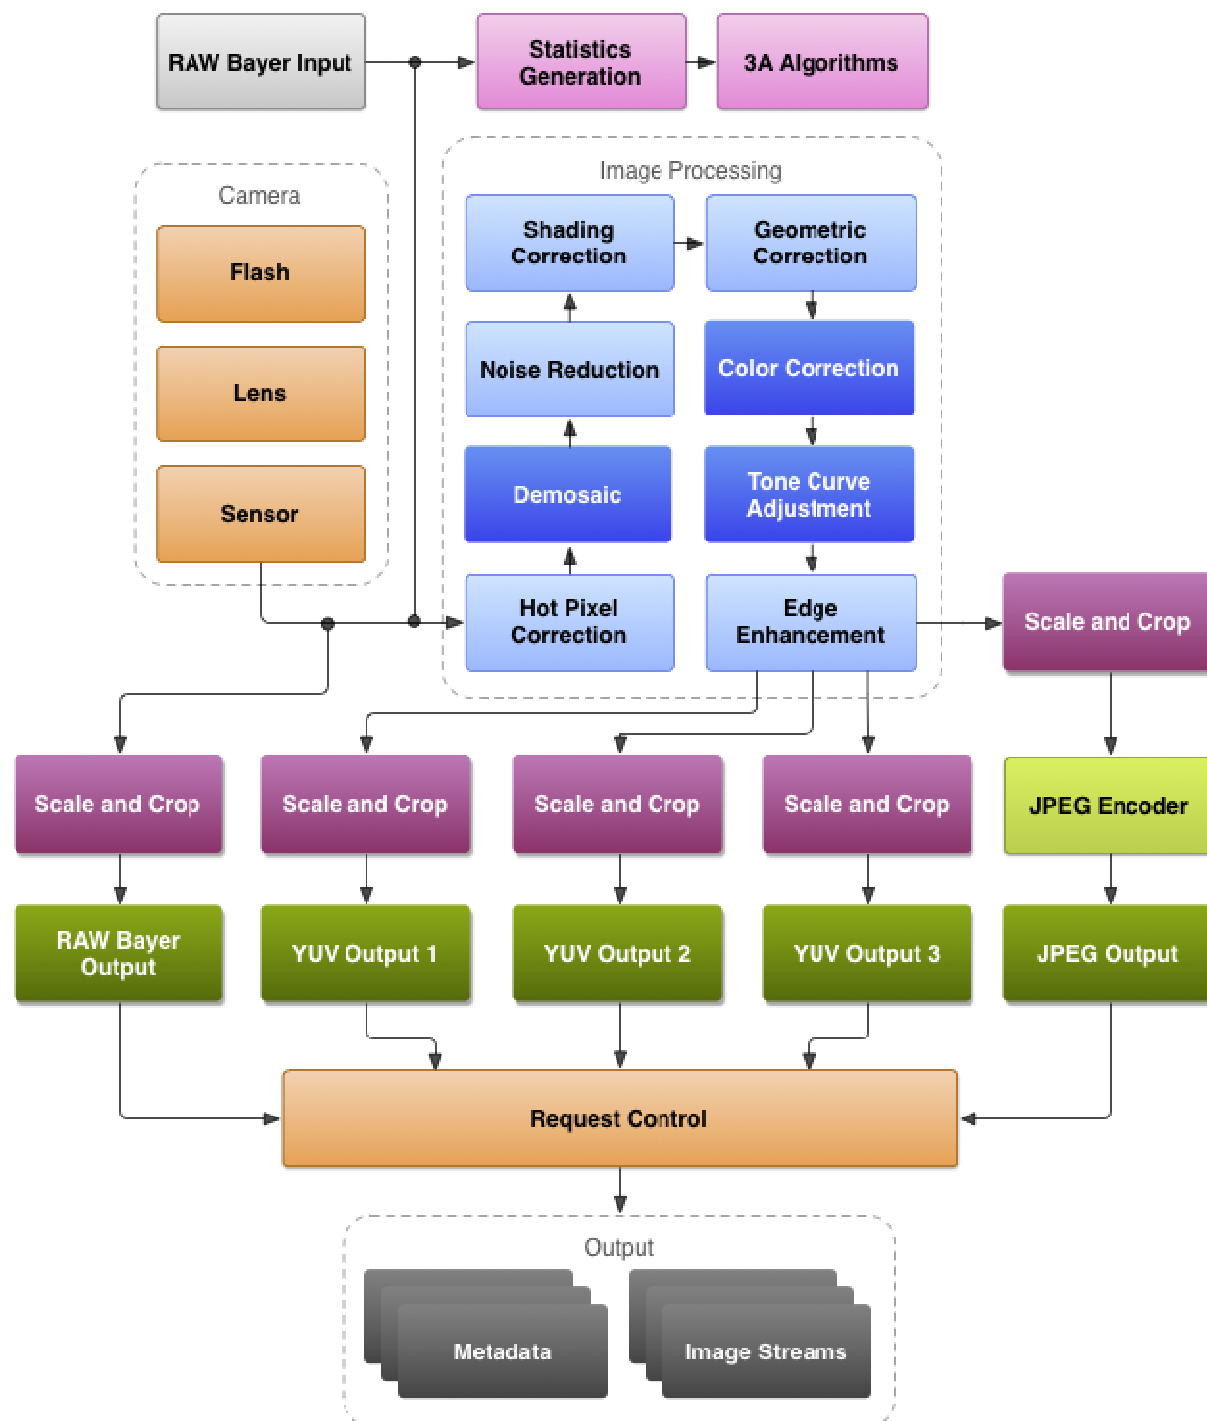 RAW Bayer Input
Statistics
Generation
3A Algorithms
Camera
Flash
Lens
Sensor
Image Processing
Shading
Correction
Geometric
Correction
Noise Reduction
Color Correction
Demosaic
Tone Curve
Adjustment
Hot Pixel
Correction
Edge
Enhancement
Scale and Crop
Scale and Crop
Scale and Crop
Scale and Crop
Scale and Crop
JPEG Encoder
RAW Bayer
Output
YUV Output 1
YUV Output 2
YUV Output 3
JPEG Output
Request Control
Output
Metadata
Image Streams